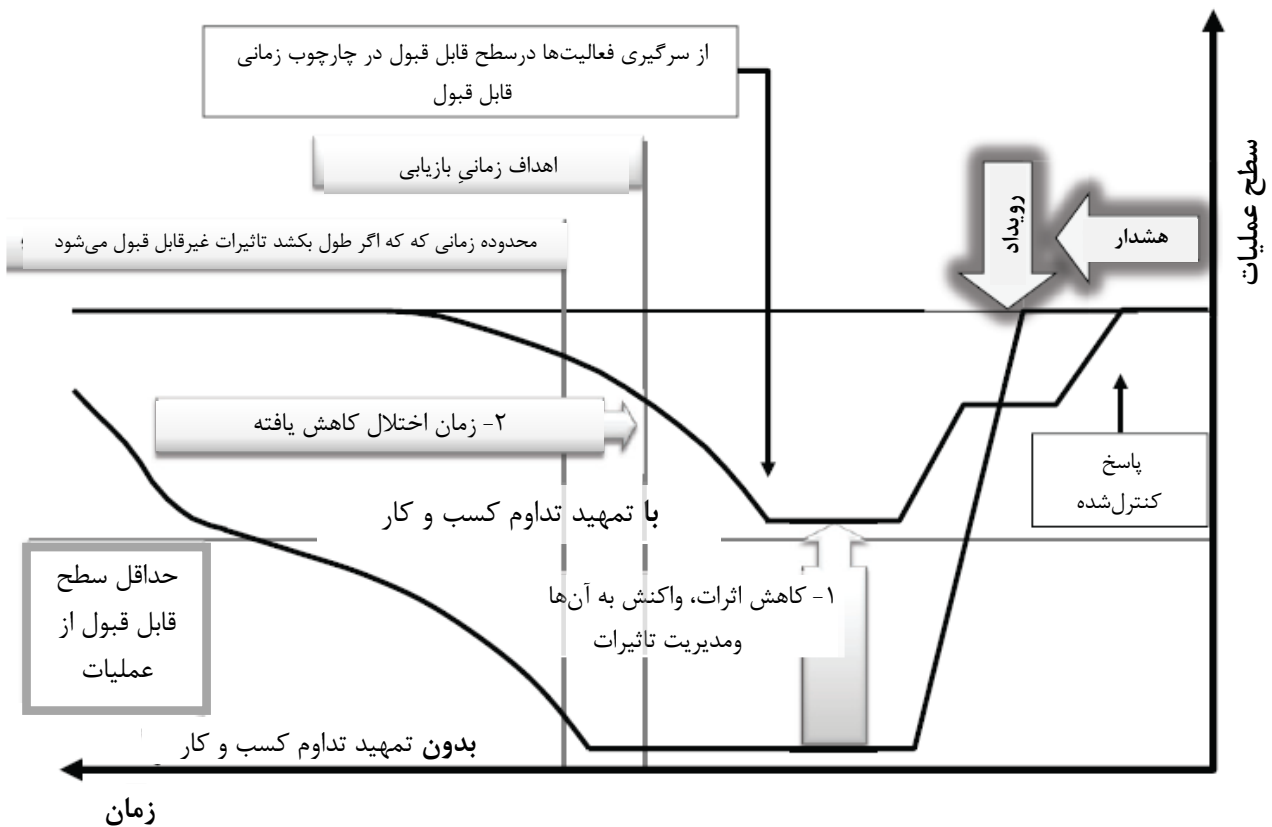 از سرگیری فعالیت‌ها درسطح قابل قبول در چارچوب زمانی
قابل قبول
سطح عملیات
اهداف زمانیِ بازیابی
رویداد
هشدار
محدوده زمانی که که اگر طول بکشد تاثیرات غیرقابل قبول می‌شود
۲- زمان اختلال کاهش یافته
پاسخ
کنترل‌شده
با تمهید تداوم کسب و کار
حداقل سطح
قابل قبول از
عملیات
۱- کاهش اثرات، واکنش به آن‌ها
ومدیریت تاثیرات
بدون تمهید تداوم کسب و کار
زمان